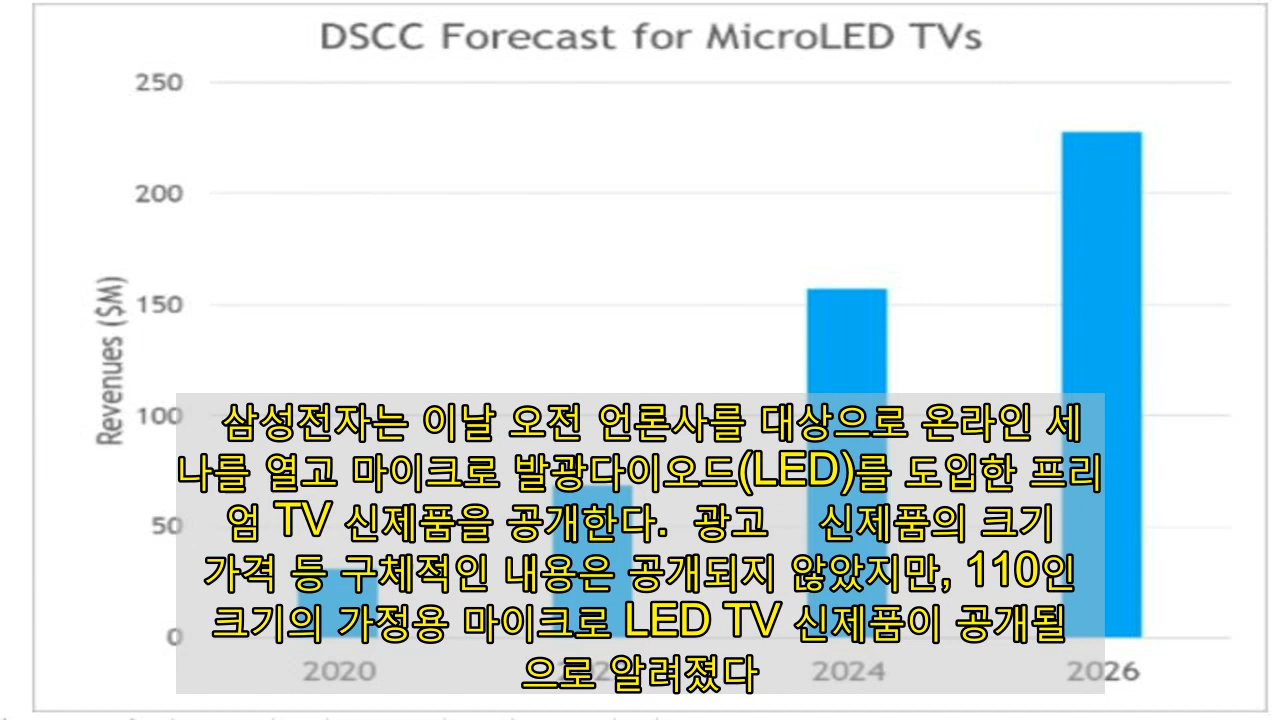 DSCC Forecast for MicroLED TVs
250
200
150
100
50
0
Revenues ($M)
삼성전자는 이날 오전 언론사를 대상으로 온라인 세
나를 열고 마이크로 발광다이오드(LED)를 도입한 프리
엄 TV 신제품을 공개한다. 광고 신제품의 크기
가격 등 구체적인 내용은 공개되지 않았지만, 110인
크기의 가정용 마이크로 LED TV 신제품이 공개될
으로 알려졌다
2020
2024
2026